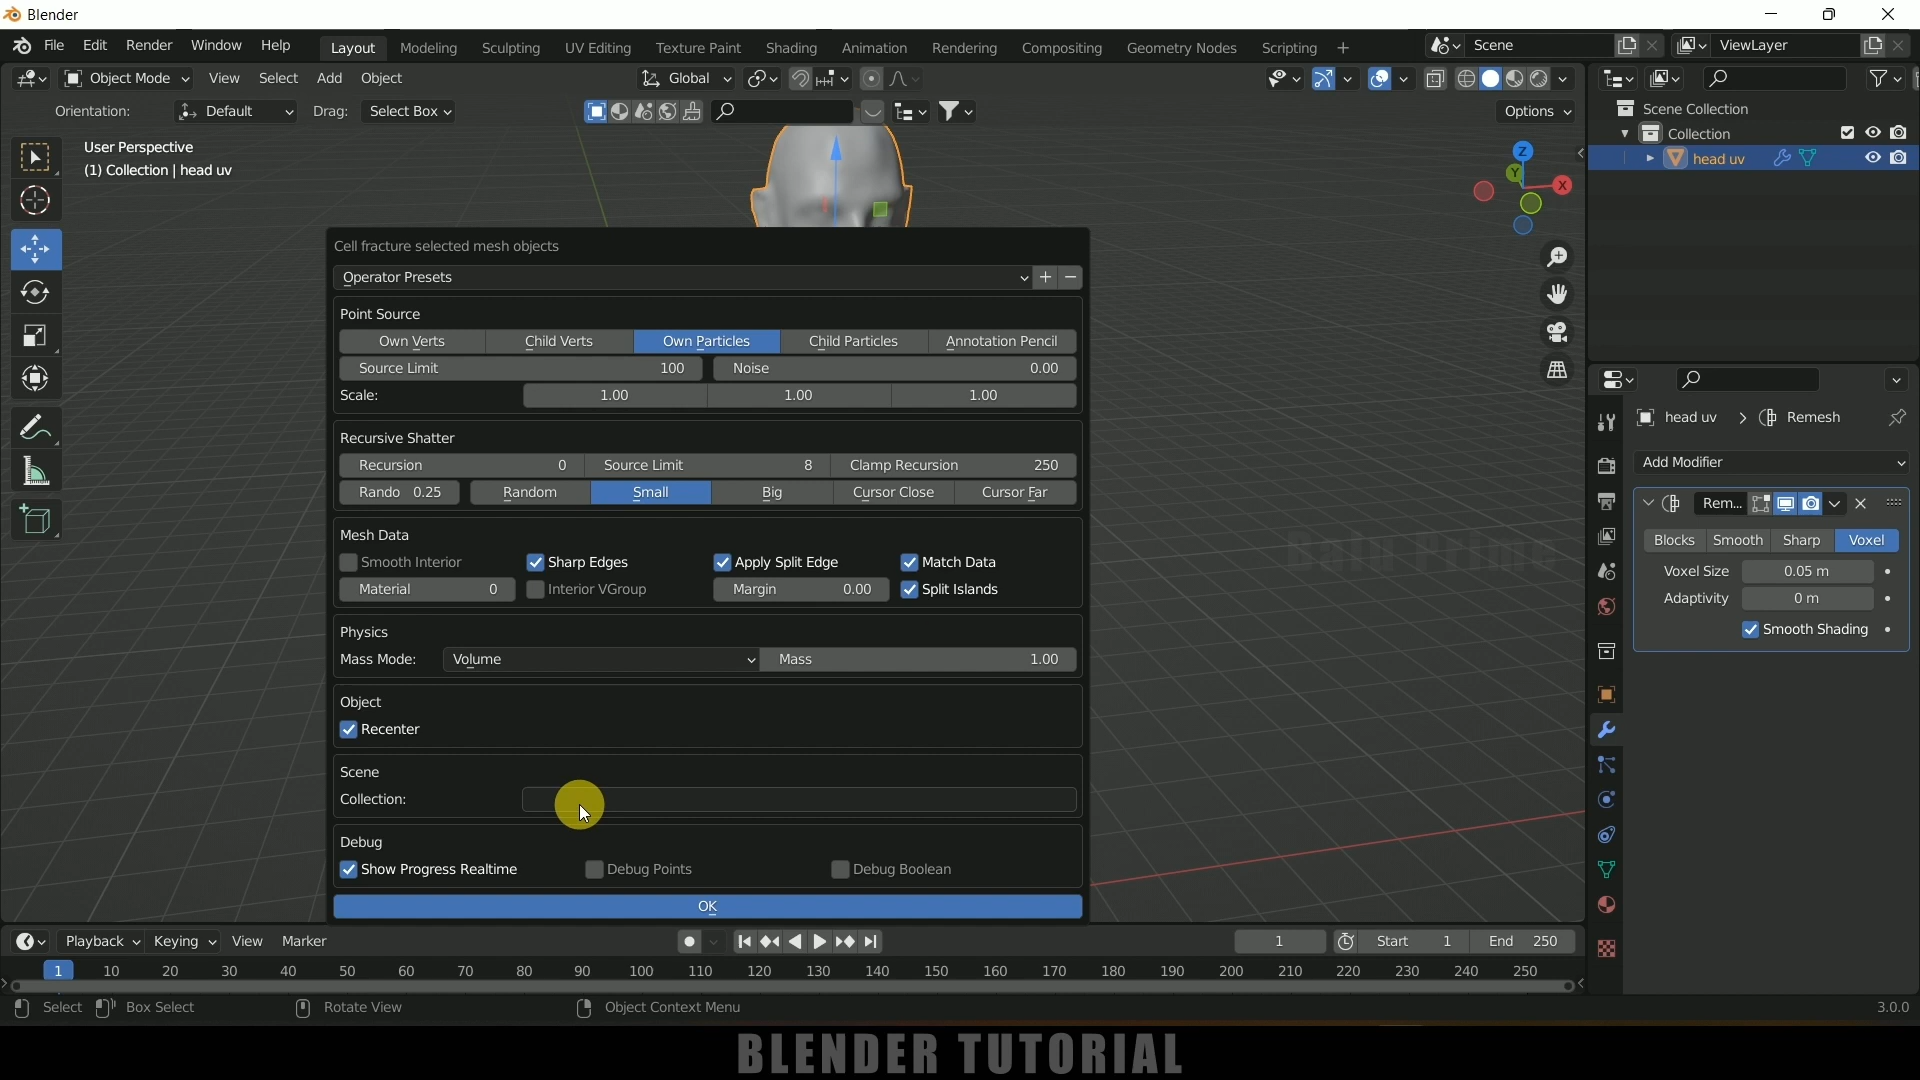 Blender
File Edit Render Window Help Layout Modeling Sculpting UV Editing Texture Paint Shading Animation Rendering Compositing Geometry Nodes Scripting + Scene ViewLayer
Object Mode View Select Add Object Global
Orientation: Default Drag: Select Box Options
User Perspective
(1) Collection | head uv
Z
Y
X
Scene Collection
Collection
head uv
Cell fracture selected mesh objects
Operator Presets
Point Source
Own Verts Child Verts Own Particles Child Particles Annotation Pencil
Source Limit 100 Noise 0.00
Scale: 1.00 1.00 1.00
Recursive Shatter
Recursion 0 Source Limit 8 Clamp Recursion 250
Rando 0.25 Random Small Big Cursor Close Cursor Far
Mesh Data
Smooth Interior Sharp Edges Apply Split Edge Match Data
Material 0 Interior VGroup Margin 0.00 Split Islands
Physics
Mass Mode: Volume Mass 1.00
Object
Recenter
Scene
Collection:
Debug
Show Progress Realtime Debug Points Debug Boolean
OK
head uv > Remesh
Add Modifier
Rem...
Blocks Smooth Sharp Voxel
Voxel Size 0.05 m
Adaptivity 0 m
Smooth Shading
Playback Keying View Marker 1 Start 1 End 250
1 10 20 30 40 50 60 70 80 90 100 110 120 130 140 150 160 170 180 190 200 210 220 230 240 250
Select Box Select Rotate View Object Context Menu 3.0.0
BLENDER TUTORIAL